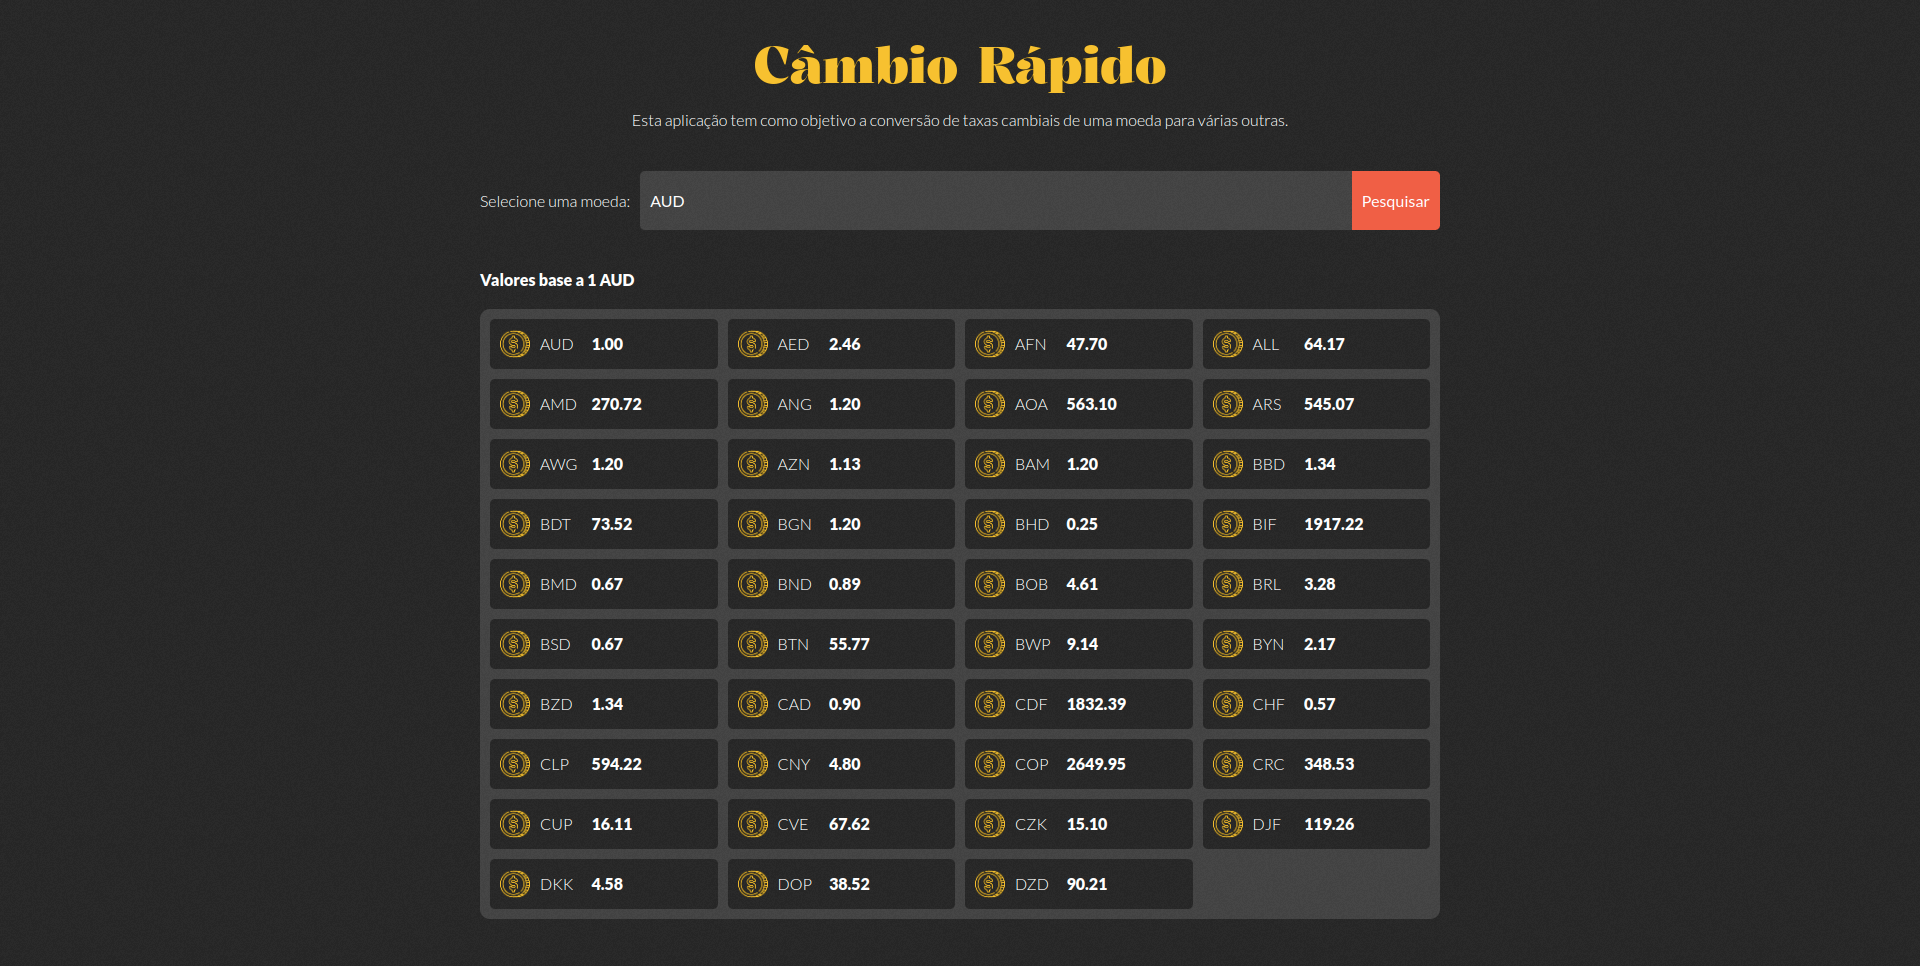 Câmbio Rápido
Esta aplicação tem como objetivo a conversão de taxas cambiais de uma moeda para várias outras.
Selecione uma moeda: AUD Pesquisar
Valores base a 1 AUD
AUD 1.00 AED 2.46 AFN 47.70 ALL 64.17
AMD 270.72 ANG 1.20 AOA 563.10 ARS 545.07
AWG 1.20 AZN 1.13 BAM 1.20 BBD 1.34
BDT 73.52 BGN 1.20 BHD 0.25 BIF 1917.22
BMD 0.67 BND 0.89 BOB 4.61 BRL 3.28
BSD 0.67 BTN 55.77 BWP 9.14 BYN 2.17
BZD 1.34 CAD 0.90 CDF 1832.39 CHF 0.57
CLP 594.22 CNY 4.80 COP 2649.95 CRC 348.53
CUP 16.11 CVE 67.62 CZK 15.10 DJF 119.26
DKK 4.58 DOP 38.52 DZD 90.21